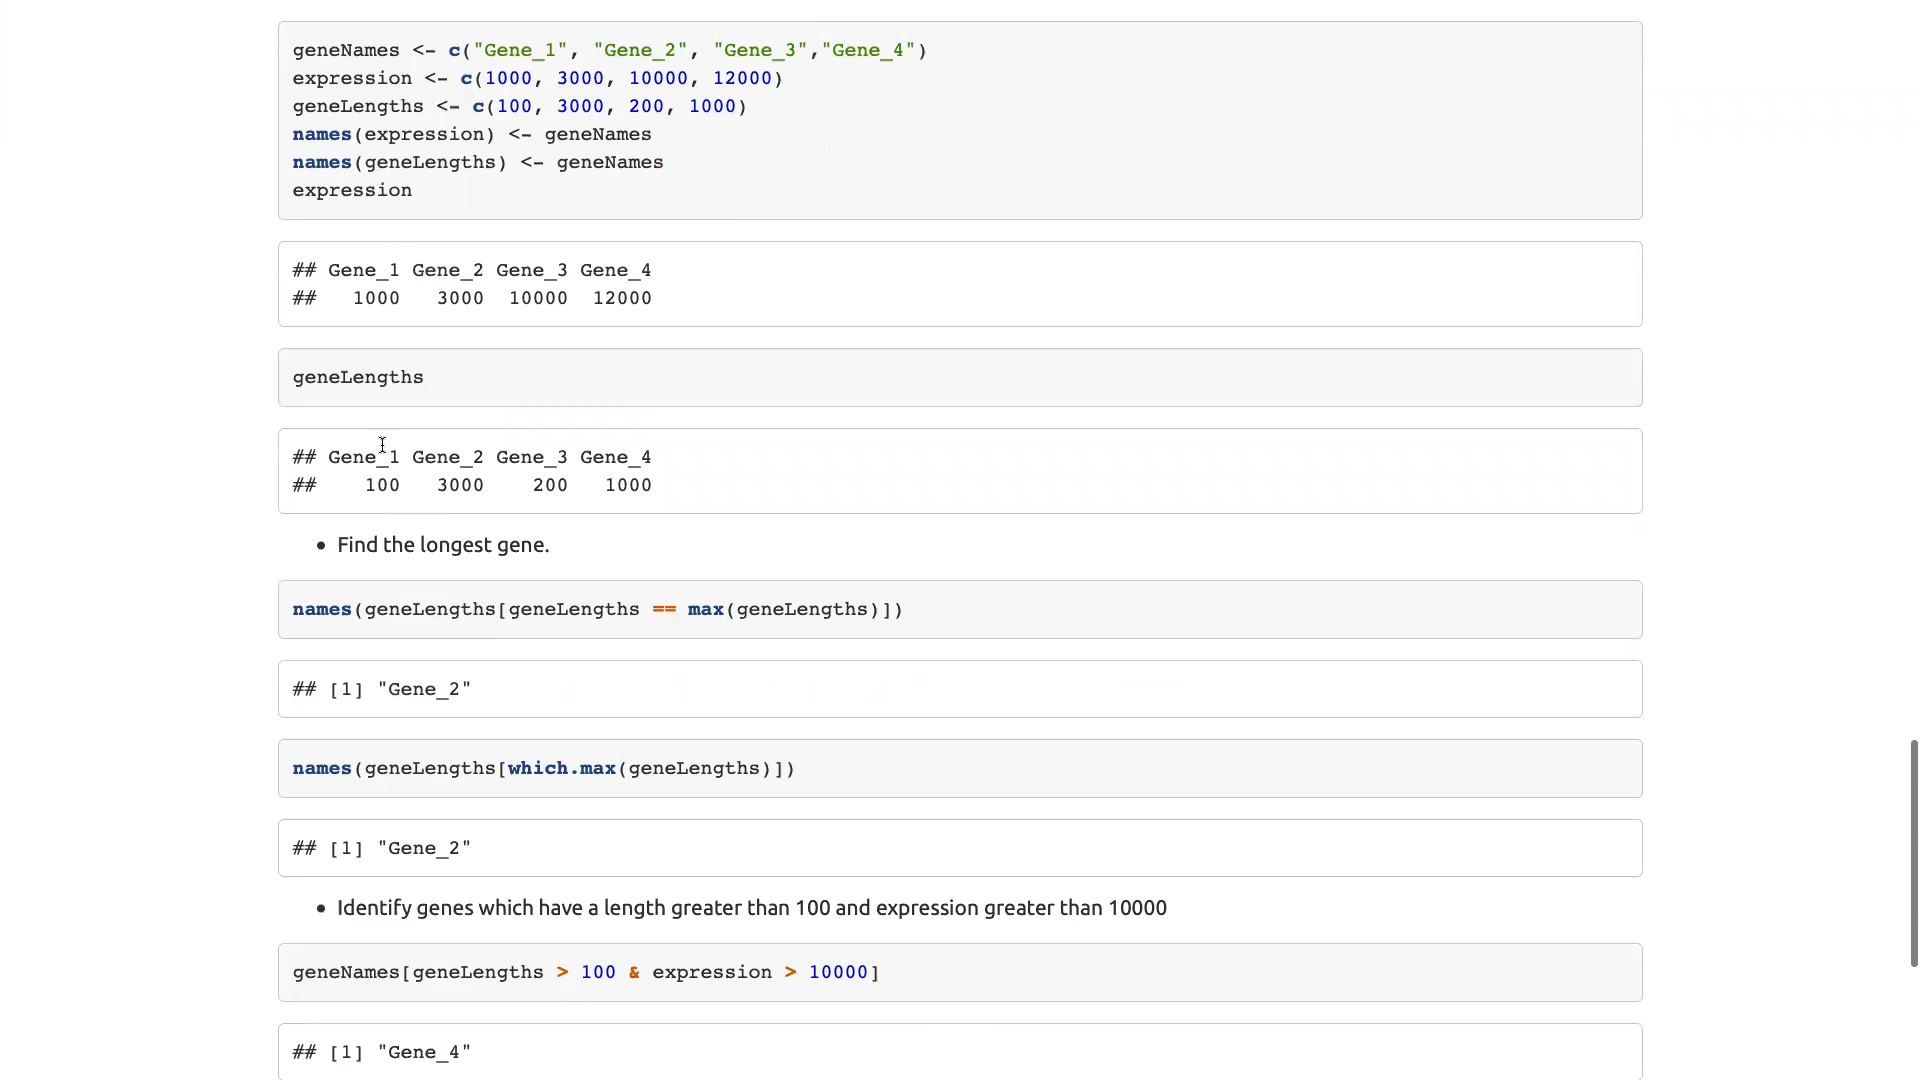 geneNames <- c("Gene_1", "Gene_2", "Gene_3","Gene_4")
expression <- c(1000, 3000, 10000, 12000)
geneLengths <- c(100, 3000, 200, 1000)
names(expression) <- geneNames
names(geneLengths) <- geneNames
expression
## Gene_1 Gene_2 Gene_3 Gene_4
##   1000   3000  10000  12000
geneLengths
## Gene_1 Gene_2 Gene_3 Gene_4
##    100   3000    200   1000
• Find the longest gene.
names(geneLengths[geneLengths == max(geneLengths)])
## [1] "Gene_2"
names(geneLengths[which.max(geneLengths)])
## [1] "Gene_2"
• Identify genes which have a length greater than 100 and expression greater than 10000
geneNames[geneLengths > 100 & expression > 10000]
## [1] "Gene_4"